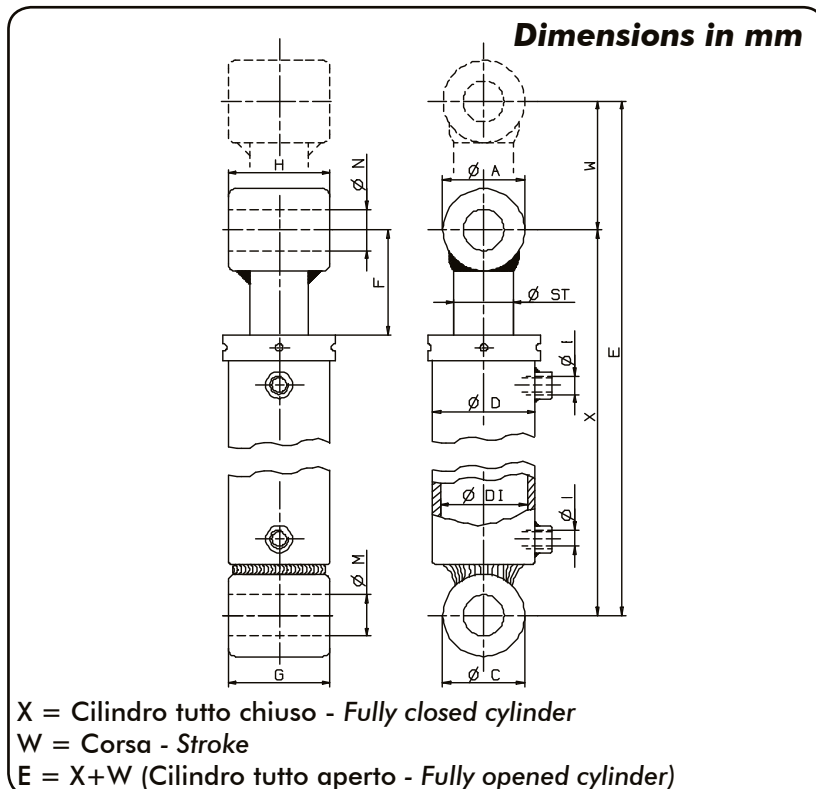 Dimensions in mm
H
Ø N
F
Ø A
W
Ø ST
Ø I
Ø D
X
E
Ø DI
Ø I
Ø M
G
Ø C
X = Cilindro tutto chiuso - Fully closed cylinder
W = Corsa - Stroke
E = X+W (Cilindro tutto aperto - Fully opened cylinder)